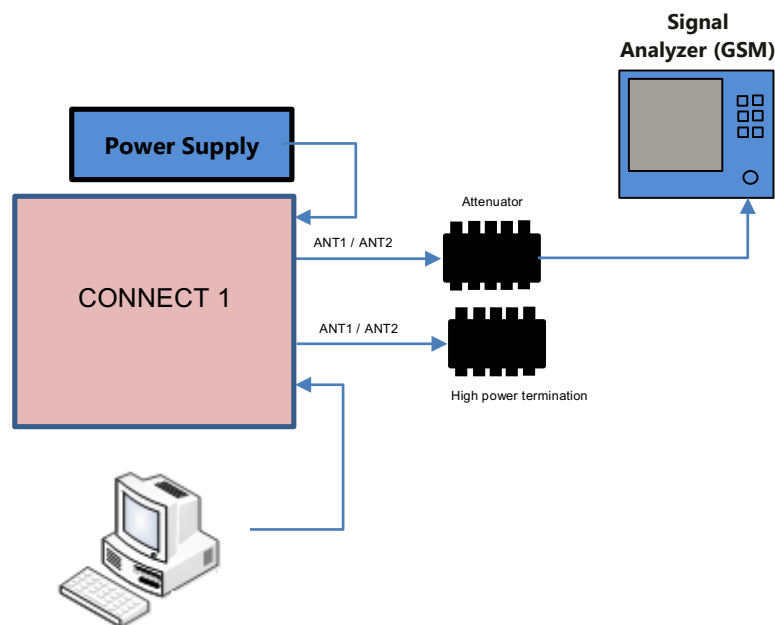 Signal
Analyzer (GSM)
Power Supply
Attenuator
ANT1 / ANT2
CONNECT 1
ANT1 / ANT2
High power termination